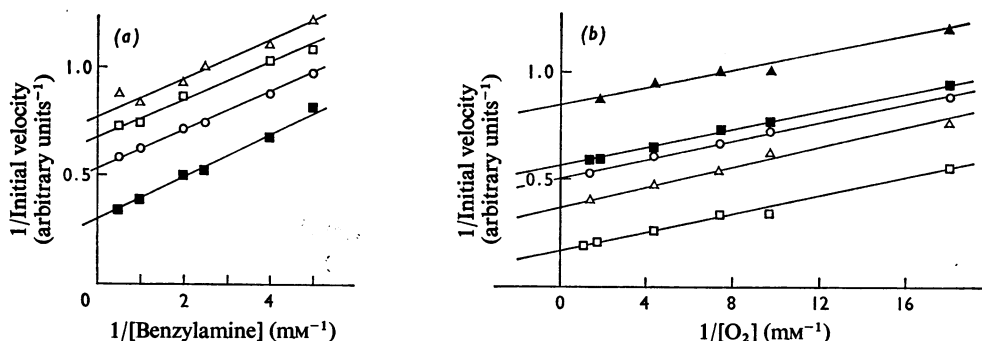 (a)
1/Initial velocity
(arbitrary units⁻¹)
1.0
0.5
0
2
4
1/[Benzylamine] (mM⁻¹)
(b)
1/Initial velocity
(arbitrary units⁻¹)
1.0
0.5
0
4
8
12
16
1/[O₂] (mM⁻¹)